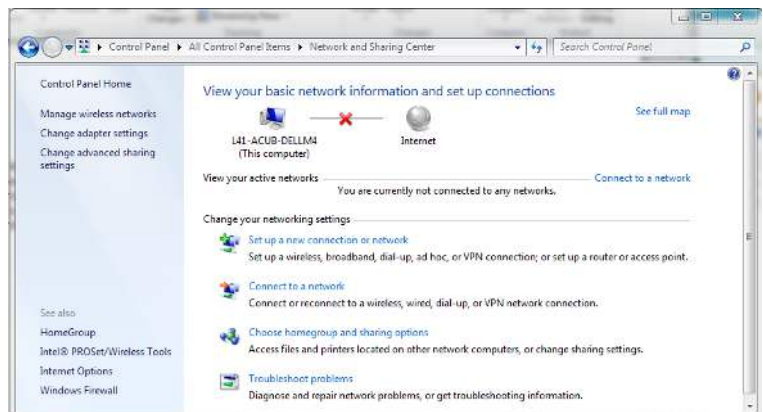 Control Panel ▸ All Control Panel Items ▸ Network and Sharing Center
Search Control Panel
Control Panel Home
Manage wireless networks
Change adapter settings
Change advanced sharing
settings
See also
HomeGroup
Intel® PROSet/Wireless Tools
Internet Options
Windows Firewall
View your basic network information and set up connections
See full map
L41-ACUB-DELLM4
(This computer)
Internet
View your active networks
Connect to a network
You are currently not connected to any networks.
Change your networking settings
Set up a new connection or network
Set up a wireless, broadband, dial-up, ad hoc, or VPN connection; or set up a router or access point.
Connect to a network
Connect or reconnect to a wireless, wired, dial-up, or VPN network connection.
Choose homegroup and sharing options
Access files and printers located on other network computers, or change sharing settings.
Troubleshoot problems
Diagnose and repair network problems, or get troubleshooting information.